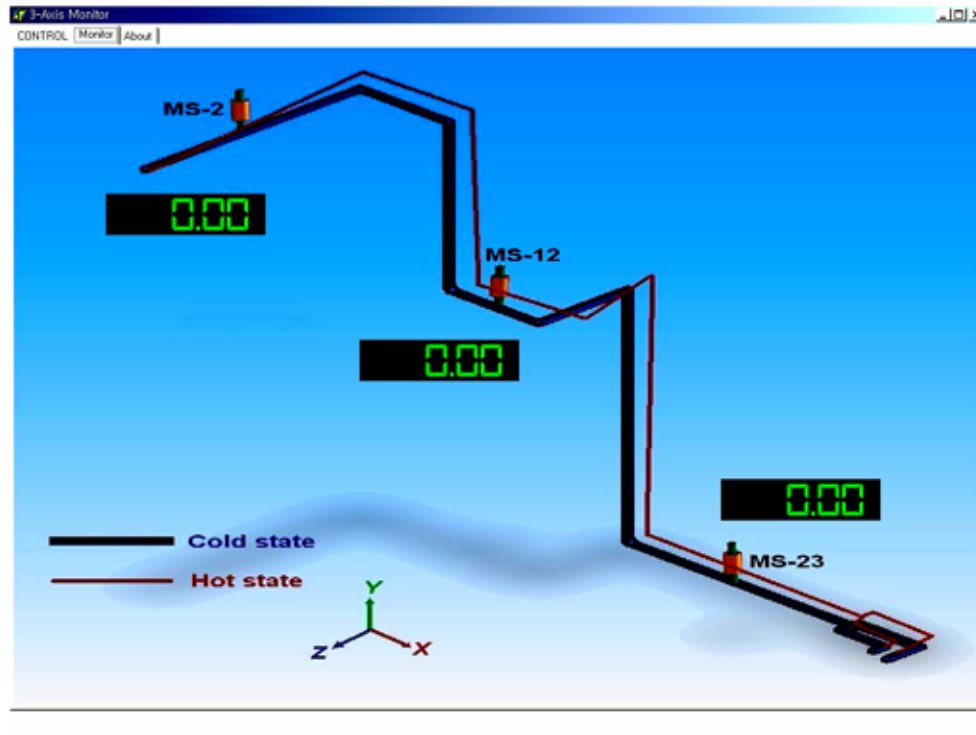 3-Axis Monitor
CONTROL Monitor About
MS-2
0.00
MS-12
0.00
0.00
MS-23
Cold state
Hot state
Y
Z X